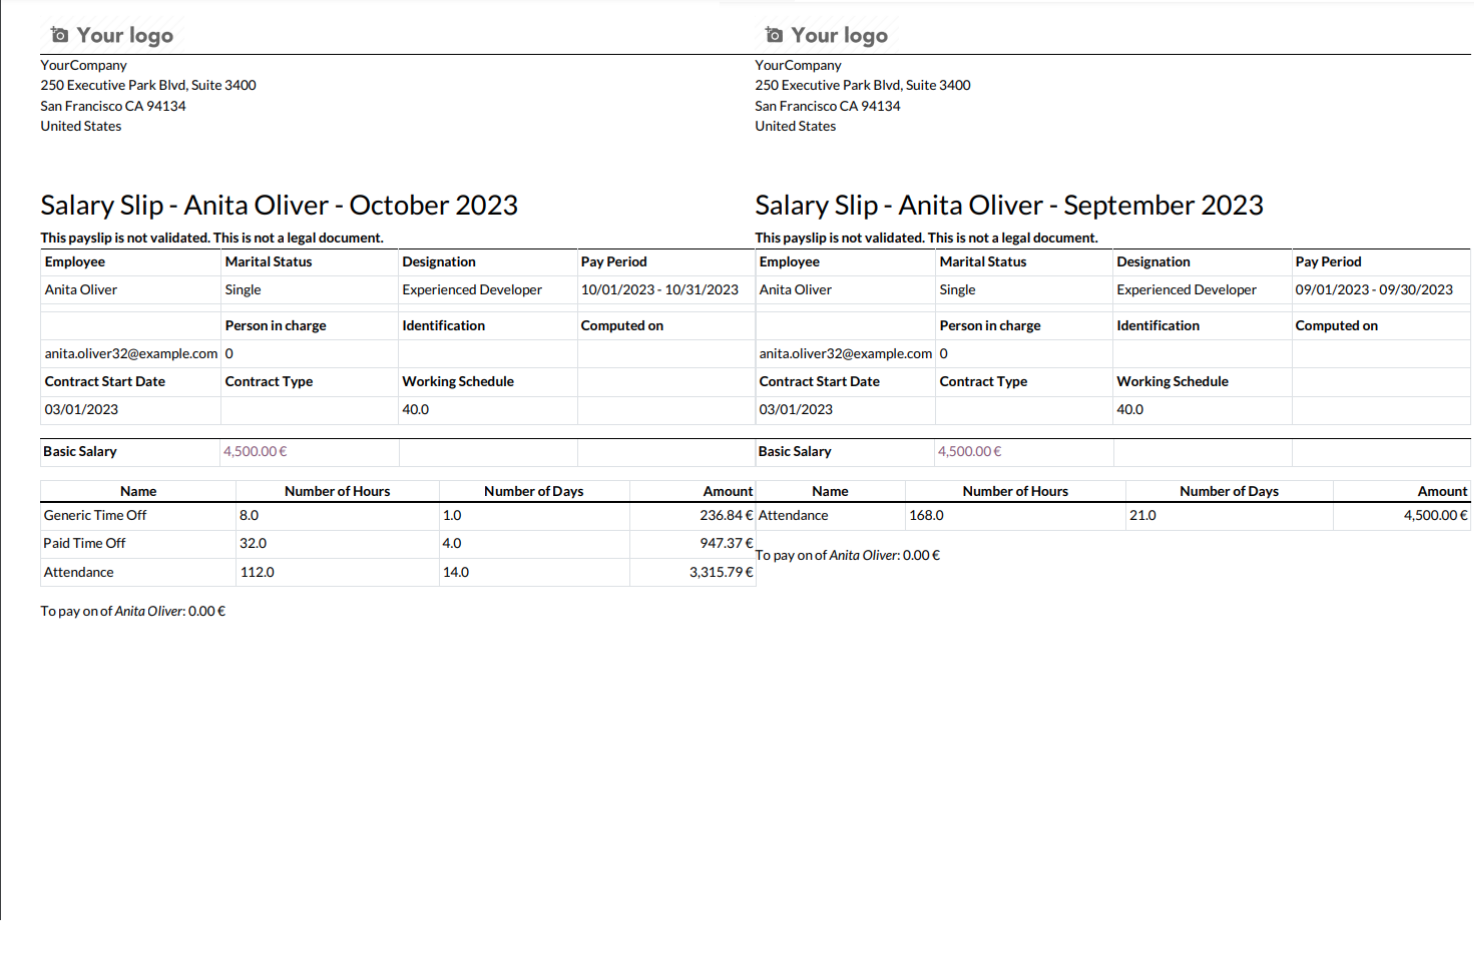 Your logo
YourCompany
250 Executive Park Blvd, Suite 3400
San Francisco CA 94134
United States
Salary Slip - Anita Oliver - October 2023
This payslip is not validated. This is not a legal document.
Employee Marital Status Designation Pay Period
Anita Oliver Single Experienced Developer 10/01/2023 - 10/31/2023
Person in charge Identification Computed on
anita.oliver32@example.com 0
Contract Start Date Contract Type Working Schedule
03/01/2023 40.0
Basic Salary 4,500.00 €
Name Number of Hours Number of Days Amount
Generic Time Off 8.0 1.0 236.84 €
Paid Time Off 32.0 4.0 947.37 €
Attendance 112.0 14.0 3,315.79 €
To pay on of Anita Oliver: 0.00 €
Your logo
YourCompany
250 Executive Park Blvd, Suite 3400
San Francisco CA 94134
United States
Salary Slip - Anita Oliver - September 2023
This payslip is not validated. This is not a legal document.
Employee Marital Status Designation Pay Period
Anita Oliver Single Experienced Developer 09/01/2023 - 09/30/2023
Person in charge Identification Computed on
anita.oliver32@example.com 0
Contract Start Date Contract Type Working Schedule
03/01/2023 40.0
Basic Salary 4,500.00 €
Name Number of Hours Number of Days Amount
Attendance 168.0 21.0 4,500.00 €
To pay on of Anita Oliver: 0.00 €